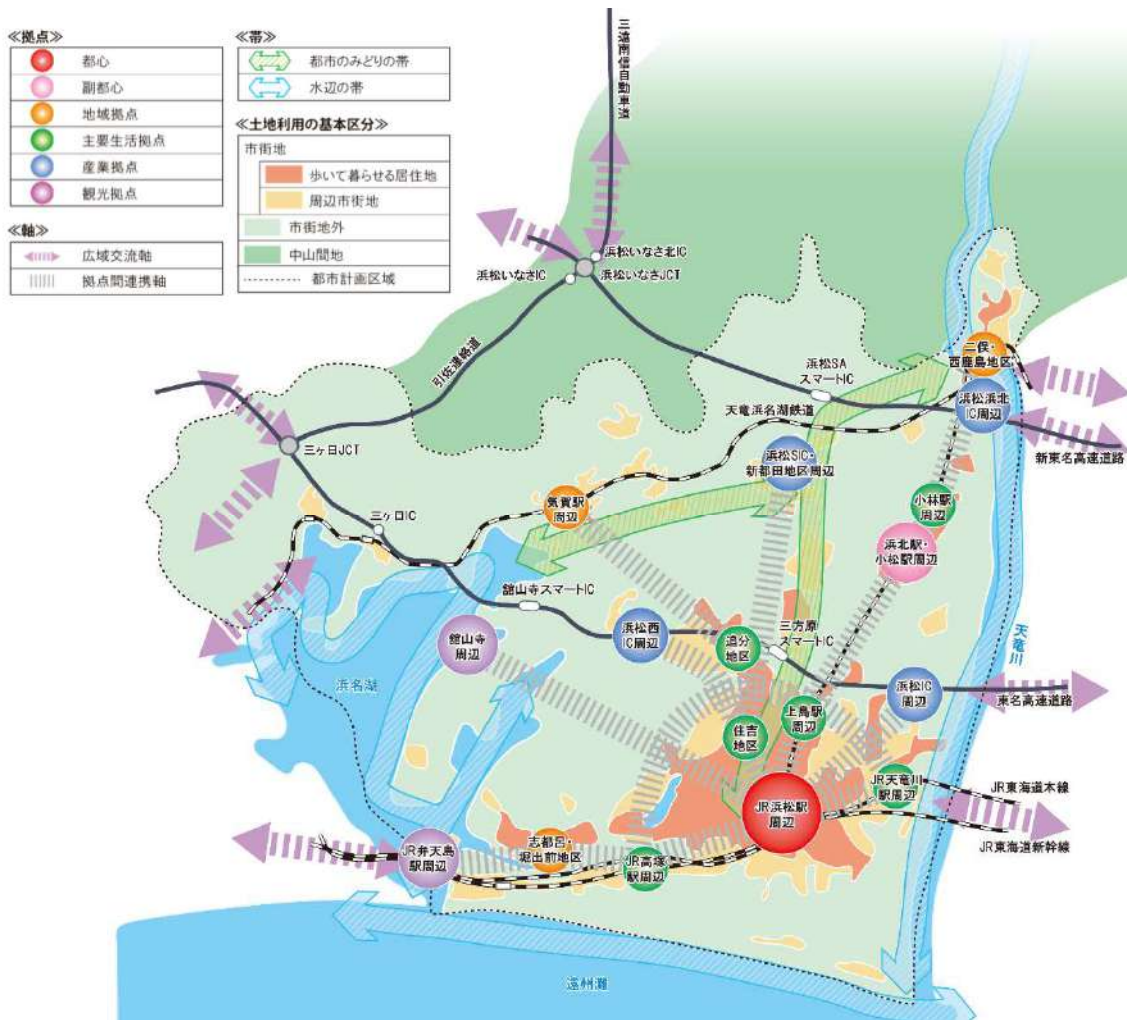 ≪拠点≫
都心
副都心
地域拠点
主要生活拠点
産業拠点
観光拠点
≪軸≫
広域交流軸
拠点間連携軸
≪帯≫
都市のみどりの帯
水辺の帯
≪土地利用の基本区分≫
市街地
歩いて暮らせる居住地
周辺市街地
市街地外
中山間地
都市計画区域
三遠南信自動車道
浜松いなさ北IC
浜松いなさIC
浜松いなさJCT
引佐連絡道
浜松SA
スマートIC
天竜浜名湖鉄道
二俣・
西鹿島地区
浜松浜北
IC周辺
新東名高速道路
三ヶ日JCT
浜松SIC・
新都田地区周辺
気賀駅
周辺
小林駅
周辺
三ヶ日IC
浜北駅・
小松駅周辺
舘山寺スマートIC
舘山寺
周辺
浜松西
IC周辺
追分
地区
三方原
スマートIC
天竜川
浜名湖
浜松IC
周辺
東名高速道路
上島駅
周辺
住吉
地区
JR浜松駅
周辺
JR天竜川
駅周辺
JR東海道本線
JR東海道新幹線
JR弁天島
駅周辺
志都呂・
堀出前地区
JR高塚
駅周辺
遠州灘